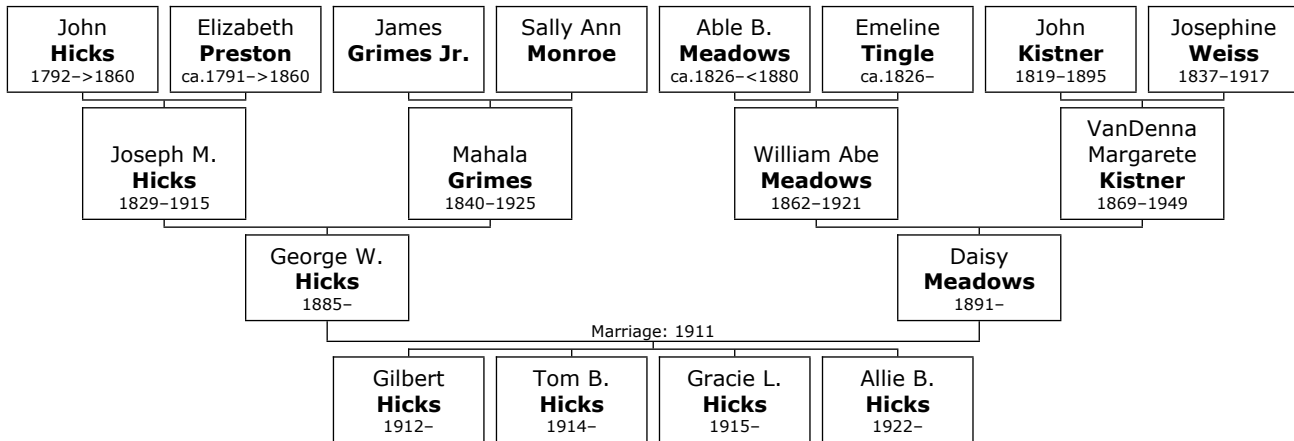 John
Hicks
1792–>1860
Elizabeth
Preston
ca.1791–>1860
James
Grimes Jr.
Sally Ann
Monroe
Able B.
Meadows
ca.1826–<1880
Emeline
Tingle
ca.1826–
John
Kistner
1819–1895
Josephine
Weiss
1837–1917
Joseph M.
Hicks
1829–1915
Mahala
Grimes
1840–1925
William Abe
Meadows
1862–1921
VanDenna
Margarete
Kistner
1869–1949
George W.
Hicks
1885–
Daisy
Meadows
1891–
Marriage: 1911
Gilbert
Hicks
1912–
Tom B.
Hicks
1914–
Gracie L.
Hicks
1915–
Allie B.
Hicks
1922–